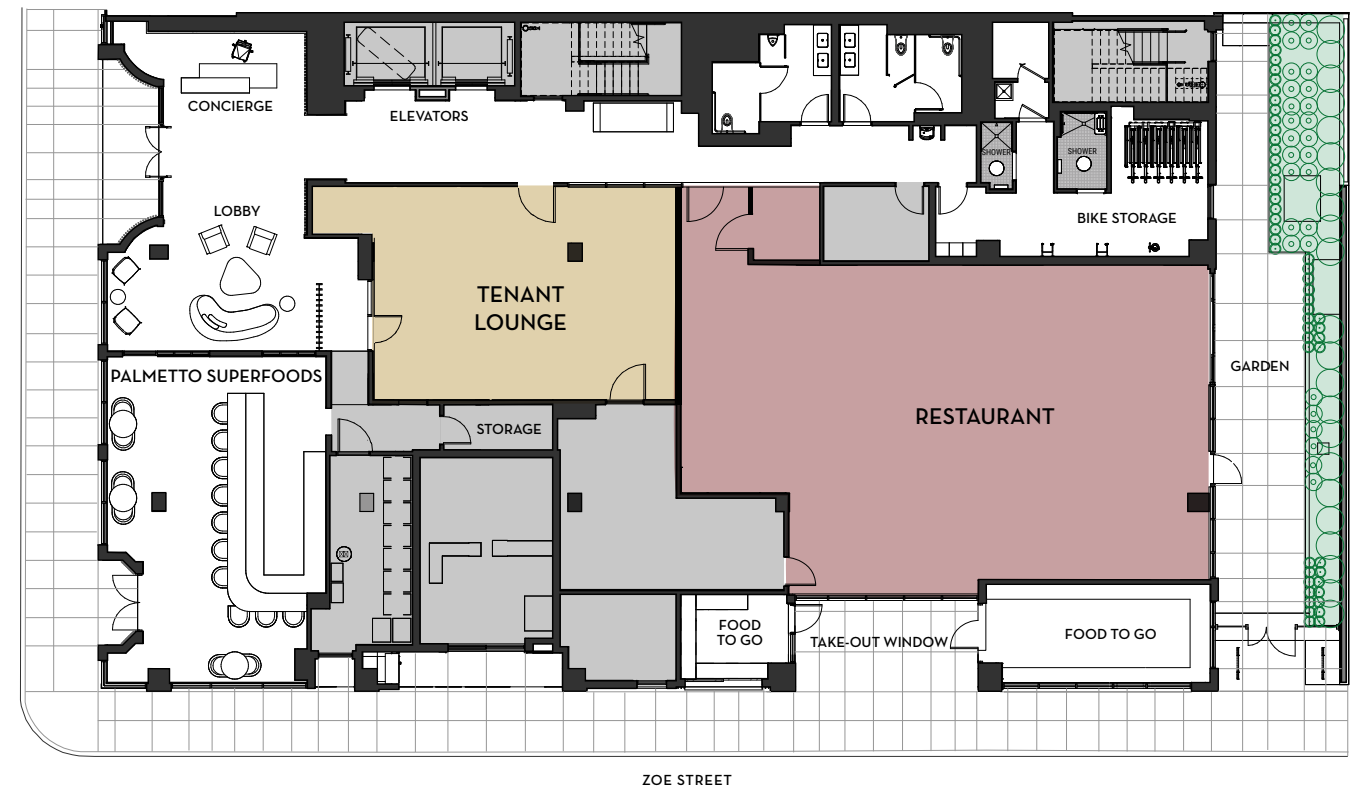 CONCIERGE
ELEVATORS
SHOWER
SHOWER
LOBBY
BIKE STORAGE
TENANT
LOUNGE
GARDEN
PALMETTO SUPERFOODS
RESTAURANT
STORAGE
FOOD
TO GO
TAKE-OUT WINDOW
FOOD TO GO
ZOE STREET